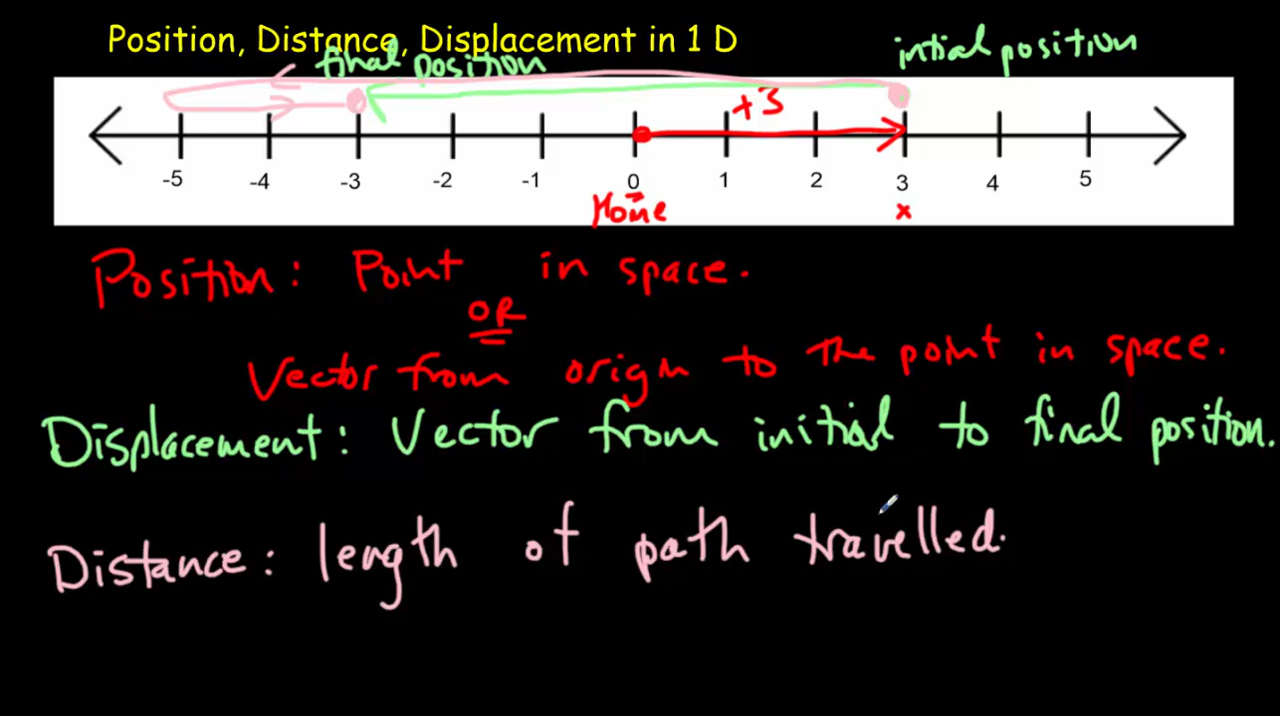 Position, Distance, Displacement in 1 D
intial position
final position
+3
-5 -4 -3 -2 -1 0 1 2 3 4 5
Home x
Position: Point in space.
OR
Vector from origin to the point in space.
Displacement: Vector from initial to final position.
Distance: length of path travelled.